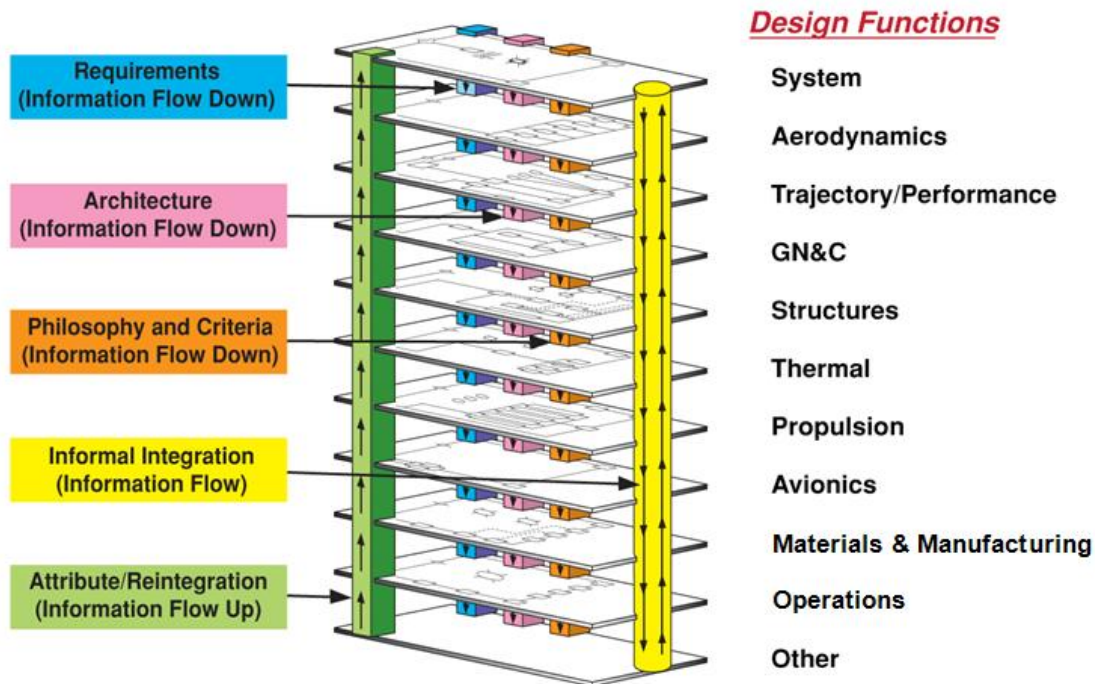 Design Functions
Requirements
(Information Flow Down)
Architecture
(Information Flow Down)
Philosophy and Criteria
(Information Flow Down)
Informal Integration
(Information Flow)
Attribute/Reintegration
(Information Flow Up)
System
Aerodynamics
Trajectory/Performance
GN&C
Structures
Thermal
Propulsion
Avionics
Materials & Manufacturing
Operations
Other